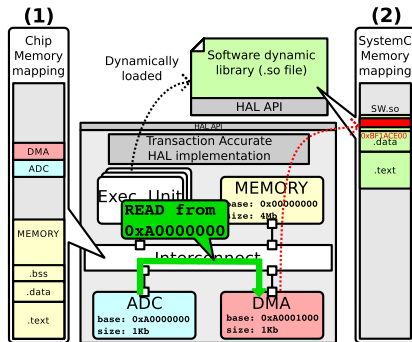 (1)
Chip
Memory
mapping
DMA
ADC
MEMORY
.bss
.data
.text
Dynamically
loaded
Software dynamic
library (.so file)
HAL API
HAL API
Transaction Accurate
HAL implementation
Exec. Unit
MEMORY
base: 0x00000000
size: 4Mb
READ from
0xA0000000
Interconnect
ADC
base: 0xA0000000
size: 1Kb
DMA
base: 0xA0001000
size: 1Kb
(2)
SystemC
Memory
mapping
SW.so
0xBF1ACE00
.data
.text